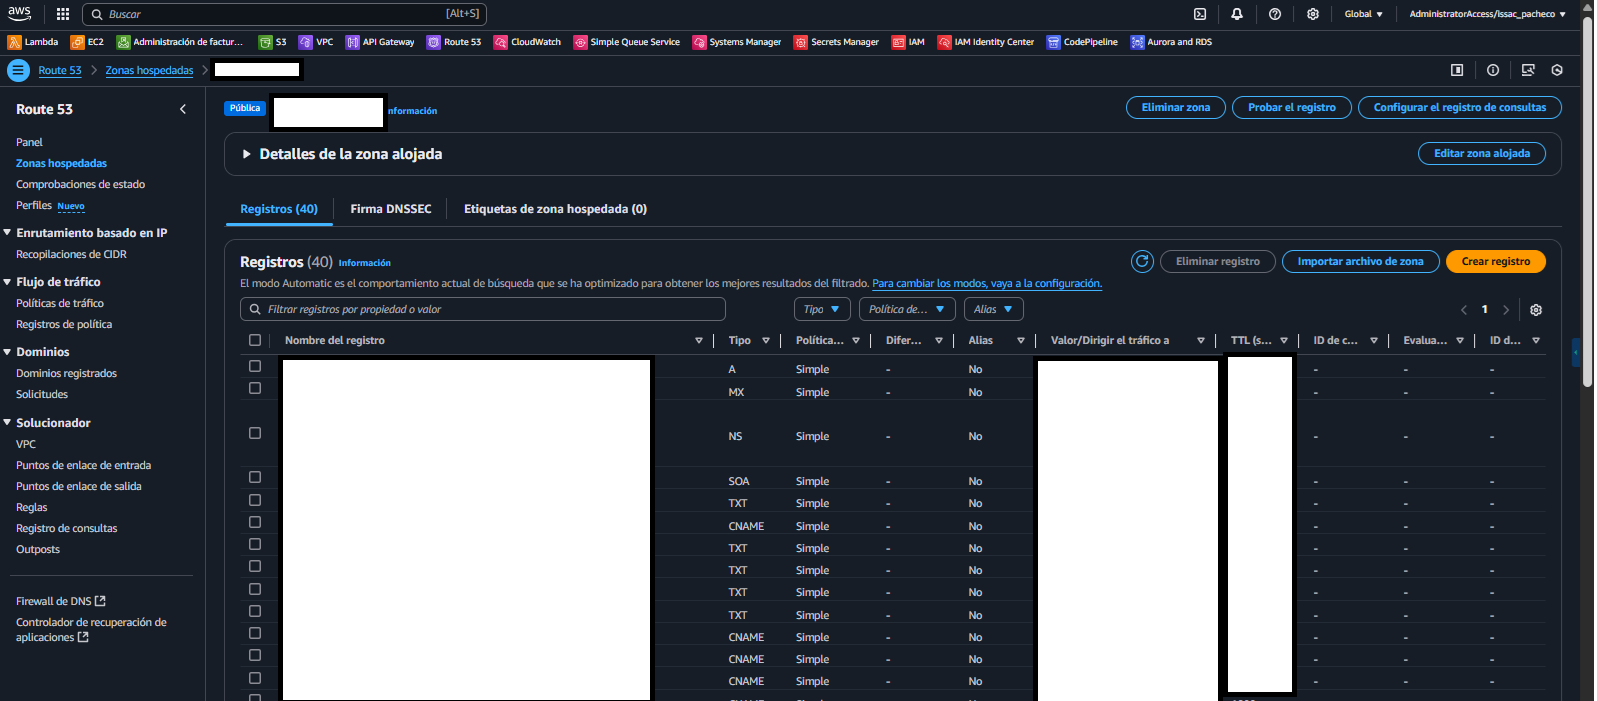 aws Buscar [Alt+S] Global AdministratorAccess/issac_pacheco
Lambda EC2 Administración de factur... S3 VPC API Gateway Route 53 CloudWatch Simple Queue Service Systems Manager Secrets Manager IAM IAM Identity Center CodePipeline Aurora and RDS
Route 53 Zonas hospedadas
Route 53
Panel
Zonas hospedadas
Comprobaciones de estado
Perfiles Nuevo
Enrutamiento basado en IP
Recopilaciones de CIDR
Flujo de tráfico
Políticas de tráfico
Registros de política
Dominios
Dominios registrados
Solicitudes
Solucionador
VPC
Puntos de enlace de entrada
Puntos de enlace de salida
Reglas
Registro de consultas
Outposts
Firewall de DNS
Controlador de recuperación de
aplicaciones
Pública nformación Eliminar zona Probar el registro Configurar el registro de consultas
Detalles de la zona alojada Editar zona alojada
Registros (40) Firma DNSSEC Etiquetas de zona hospedada (0)
Registros (40) Información Eliminar registro Importar archivo de zona Crear registro
El modo Automatic es el comportamiento actual de búsqueda que se ha optimizado para obtener los mejores resultados del filtrado. Para cambiar los modos, vaya a la configuración.
Filtrar registros por propiedad o valor Tipo Política de... Alias 1
Nombre del registro Tipo Política... Difer... Alias Valor/Dirigir el tráfico a TTL (s... ID de c... Evalua... ID d...
A Simple - No - - -
MX Simple - No - - -
NS Simple - No - - -
SOA Simple - No - - -
TXT Simple - No - - -
CNAME Simple - No - - -
TXT Simple - No - - -
TXT Simple - No - - -
TXT Simple - No - - -
TXT Simple - No - - -
CNAME Simple - No - - -
CNAME Simple - No - - -
CNAME Simple - No - - -